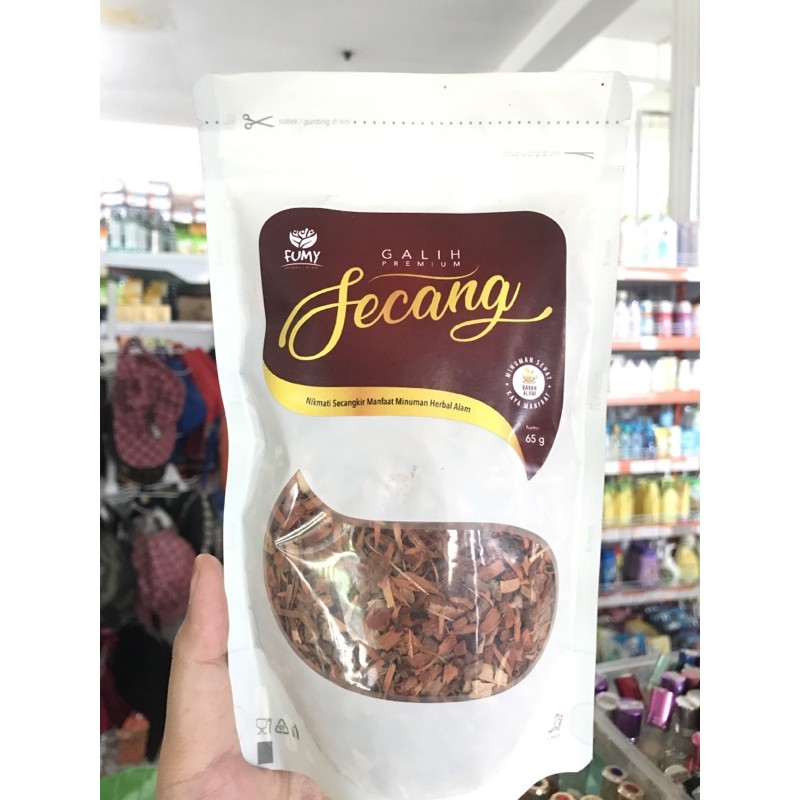 sobek / gunting di sini
FUMY
GALIH
PREMIUM
Secang
MINUMAN SEHAT
BAHAN
ALAMI
KAYA MANFAAT
Nikmati Secangkir Manfaat Minuman Herbal Alam
Netto
65 g